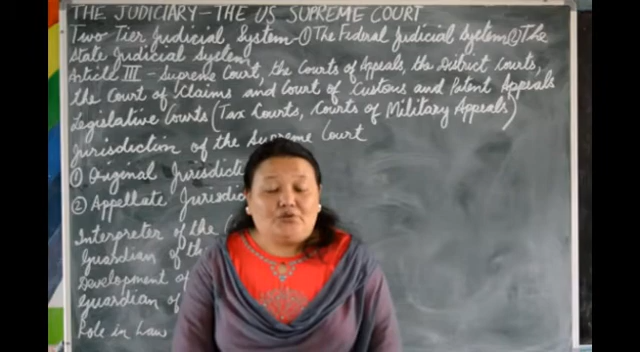 THE JUDICIARY - THE US SUPREME COURT
Two Tier Judicial System - ① The Federal Judicial System ② The
State Judicial System
Article III - Supreme Court, the Courts of Appeals, the District Courts,
the Court of Claims and Court of Customs and Patent Appeals
Legislative Courts (Tax Courts, Courts of Military Appeals)
Jurisdiction of the Supreme Court
① Original Jurisdicti
② Appellate Jurisdic
Interpreter of the
Guardian of the
Development of
Guardian of
Role in Law